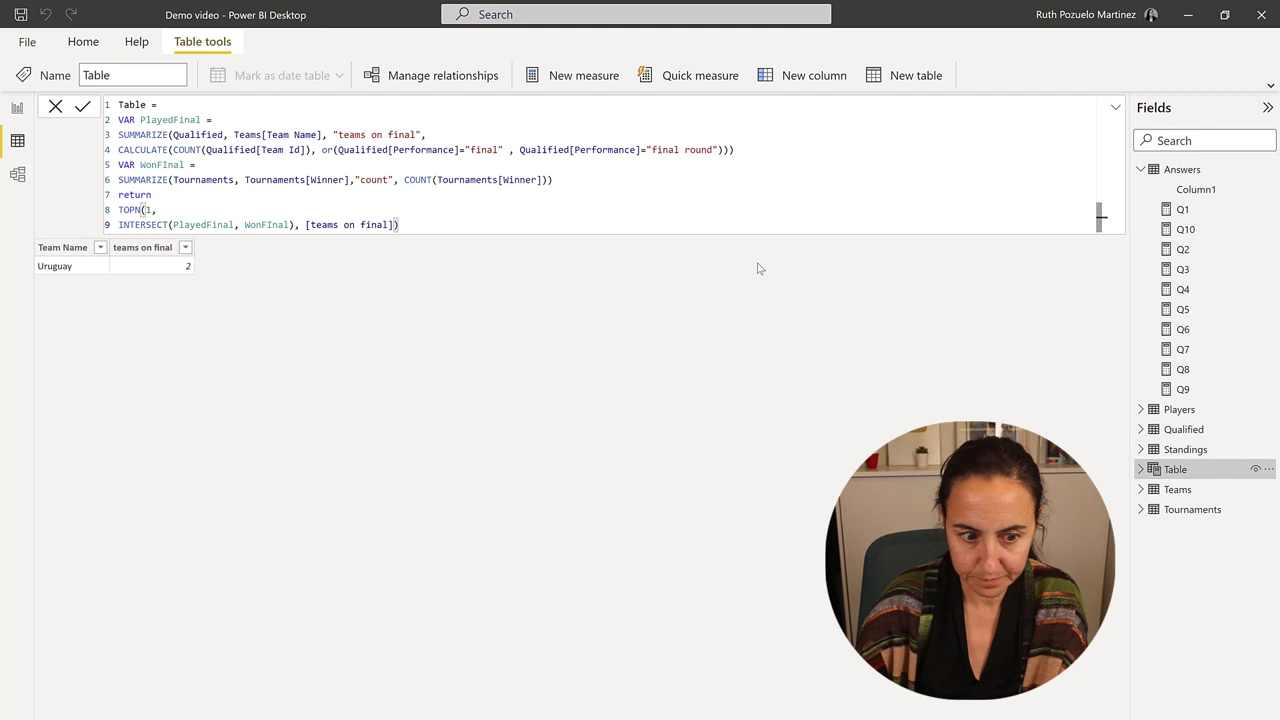 Demo video - Power BI Desktop
Search
Ruth Pozuelo Martinez
File
Home
Help
Table tools
Name
Table
Mark as date table
Manage relationships
New measure
Quick measure
New column
New table
1 Table =
2 VAR PlayedFinal =
3 SUMMARIZE(Qualified, Teams[Team Name], "teams on final",
4 CALCULATE(COUNT(Qualified[Team Id]), or(Qualified[Performance]="final" , Qualified[Performance]="final round")))
5 VAR WonFInal =
6 SUMMARIZE(Tournaments, Tournaments[Winner],"count", COUNT(Tournaments[Winner]))
7 return
8 TOPN(1,
9 INTERSECT(PlayedFinal, WonFInal), [teams on final])
Team Name
teams on final
Uruguay
2
Fields
Search
Answers
Column1
Q1
Q10
Q2
Q3
Q4
Q5
Q6
Q7
Q8
Q9
Players
Qualified
Standings
Table
Teams
Tournaments